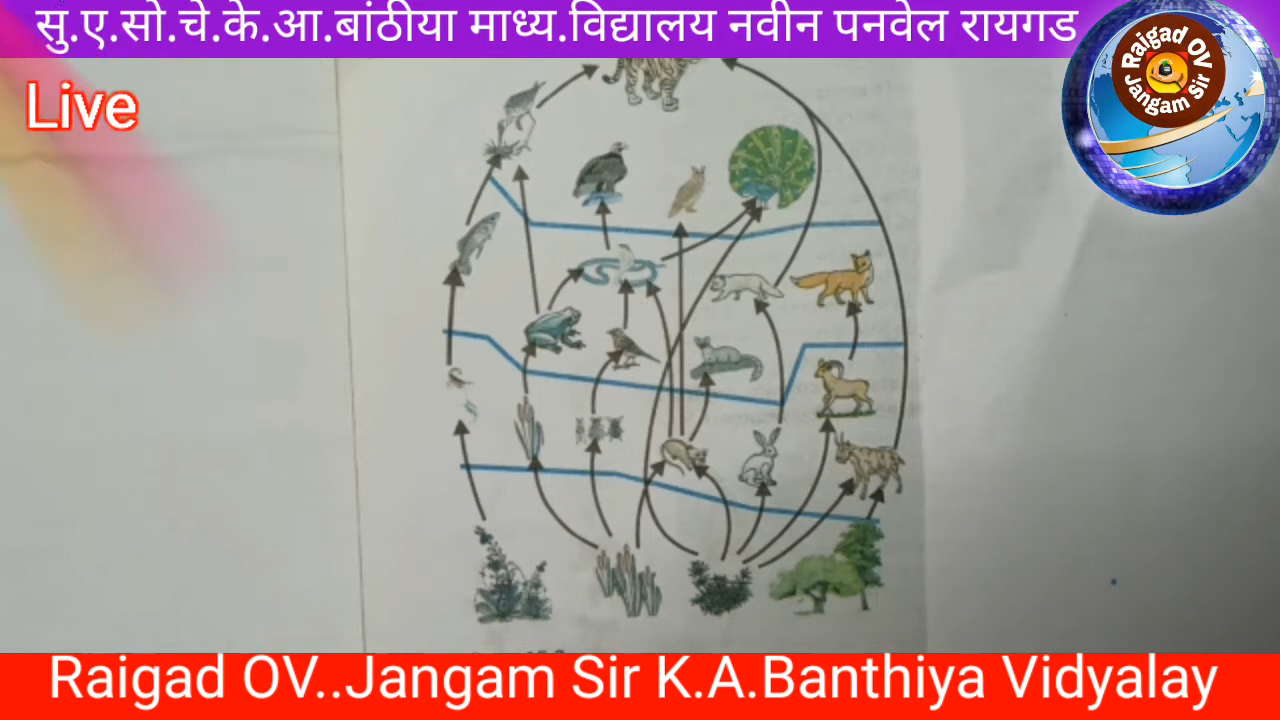 सु.ए.सो.चे.के.आ.बांठीया माध्य.विद्यालय नवीन पनवेल रायगड
Live
Raigad OV
Jangam Sir
Raigad OV..Jangam Sir K.A.Banthiya Vidyalay